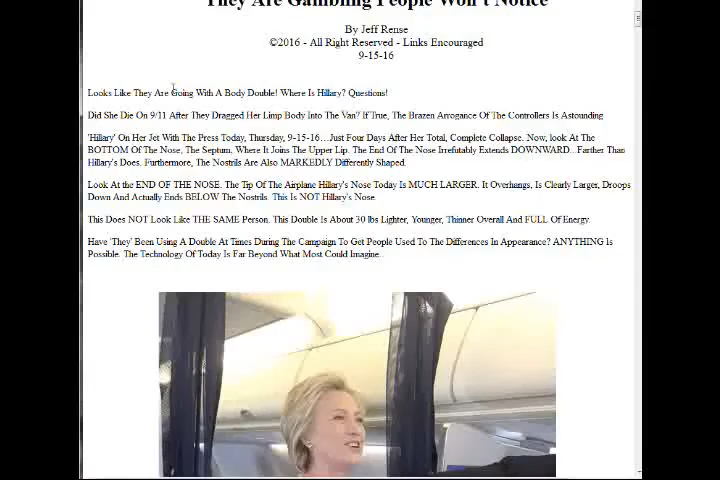 They Are Gambling People Won't Notice
By Jeff Rense
©2016 - All Right Reserved - Links Encouraged
9-15-16
Looks Like They Are Going With A Body Double! Where Is Hillary? Questions!
Did She Die On 9/11 After They Dragged Her Limp Body Into The Van? If True, The Brazen Arrogance Of The Controllers Is Astounding
'Hillary' On Her Jet With The Press Today, Thursday, 9-15-16...Just Four Days After Her Total, Complete Collapse. Now, look At The
BOTTOM Of The Nose, The Septum, Where It Joins The Upper Lip. The End Of The Nose Irrefutably Extends DOWNWARD...Farther Than
Hillary's Does. Furthermore, The Nostrils Are Also MARKEDLY Differently Shaped.
Look At the END OF THE NOSE. The Tip Of The Airplane Hillary's Nose Today Is MUCH LARGER. It Overhangs, Is Clearly Larger, Droops
Down And Actually Ends BELOW The Nostrils. This Is NOT Hillary's Nose.
This Does NOT Look Like THE SAME Person. This Double Is About 30 lbs Lighter, Younger, Thinner Overall And FULL Of Energy.
Have 'They' Been Using A Double At Times During The Campaign To Get People Used To The Differences In Appearance? ANYTHING Is
Possible. The Technology Of Today Is Far Beyond What Most Could Imagine..